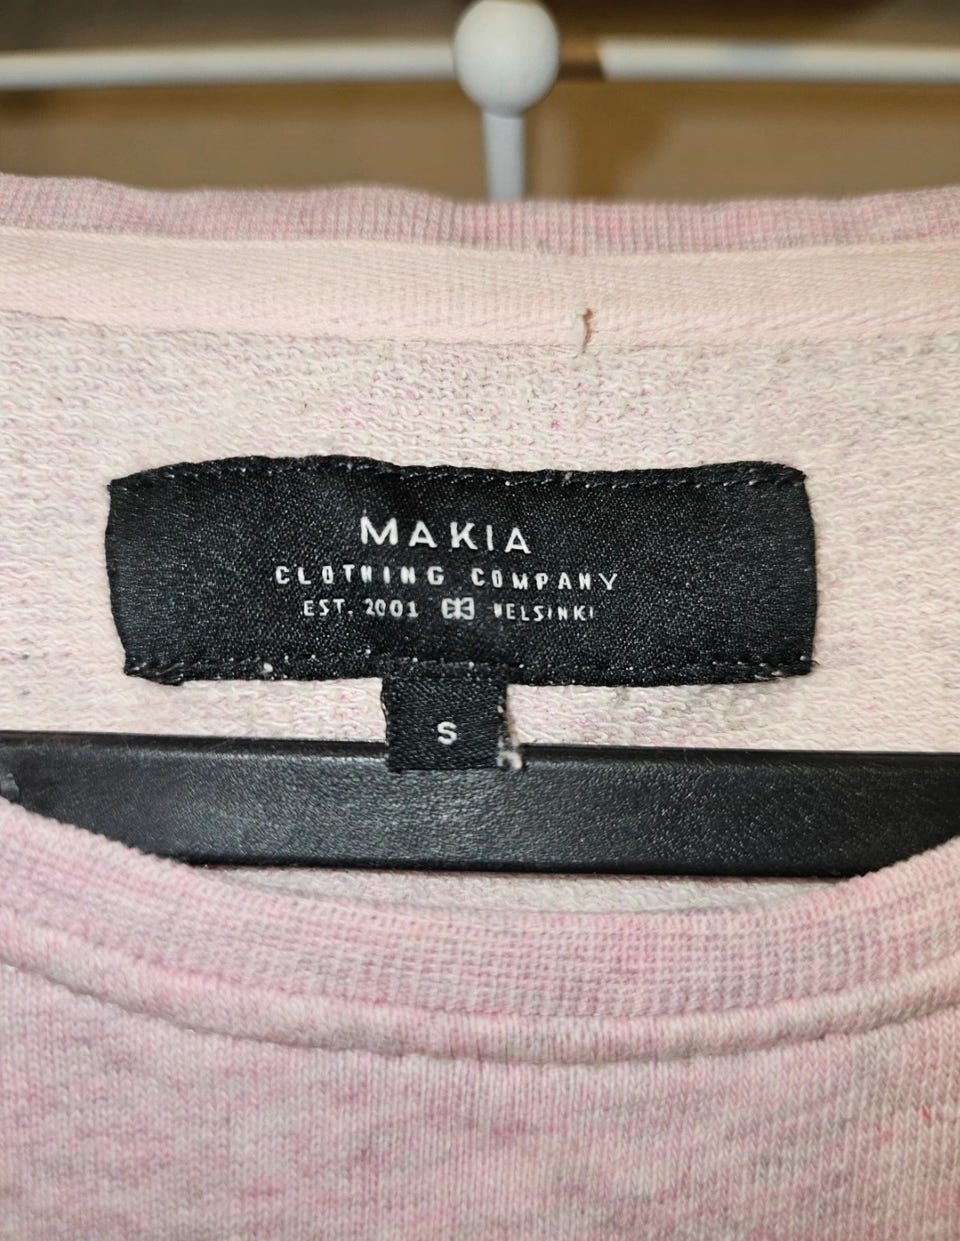 MAKIA
CLOTHING COMPANY
EST. 2001 HELSINKI
S